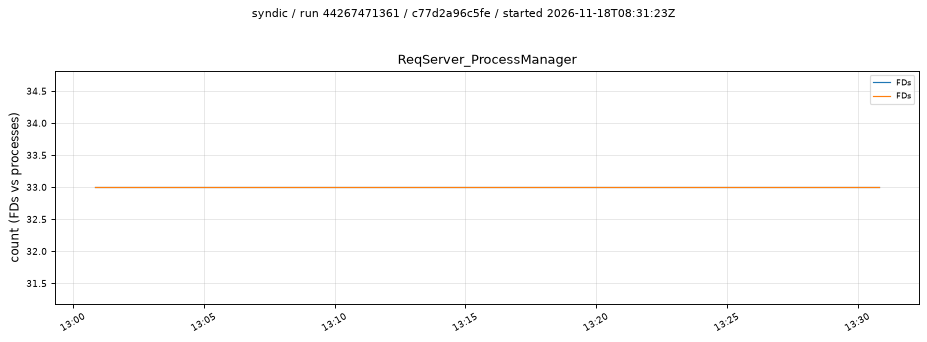 syndic / run 44267471361 / c77d2a96c5fe / started 2026-11-18T08:31:23Z
ReqServer_ProcessManager
FDs
FDs
count (FDs vs processes)
34.5
34.0
33.5
33.0
32.5
32.0
31.5
13:00
13:05
13:10
13:15
13:20
13:25
13:30